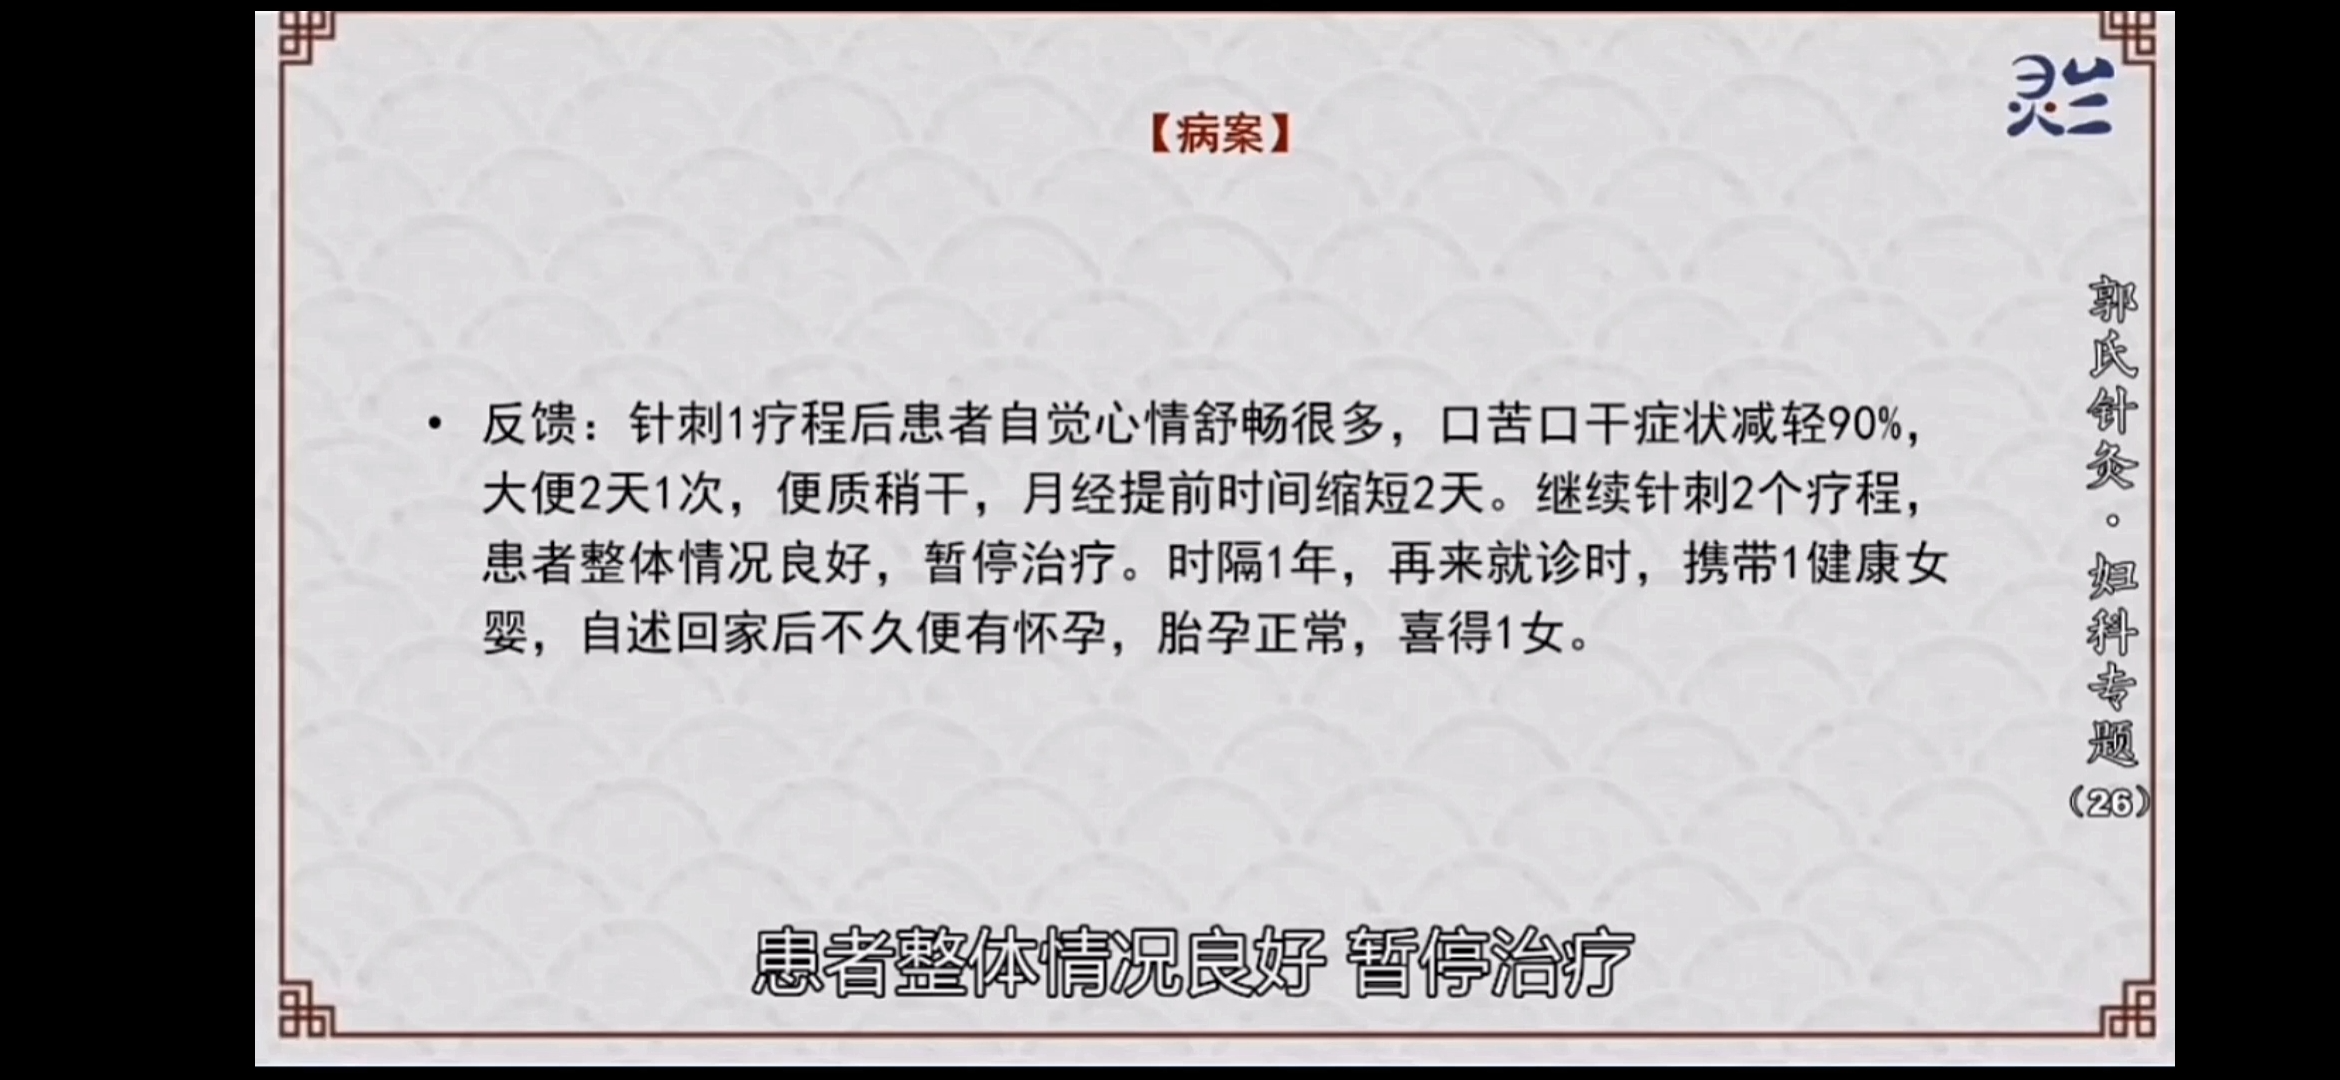 【病案】
• 反馈：针刺1疗程后患者自觉心情舒畅很多，口苦口干症状减轻90%，
大便2天1次，便质稍干，月经提前时间缩短2天。继续针刺2个疗程，
患者整体情况良好，暂停治疗。时隔1年，再来就诊时，携带1健康女
婴，自述回家后不久便有怀孕，胎孕正常，喜得1女。
郭氏针灸·妇科专题（26）
患者整体情况良好 暂停治疗